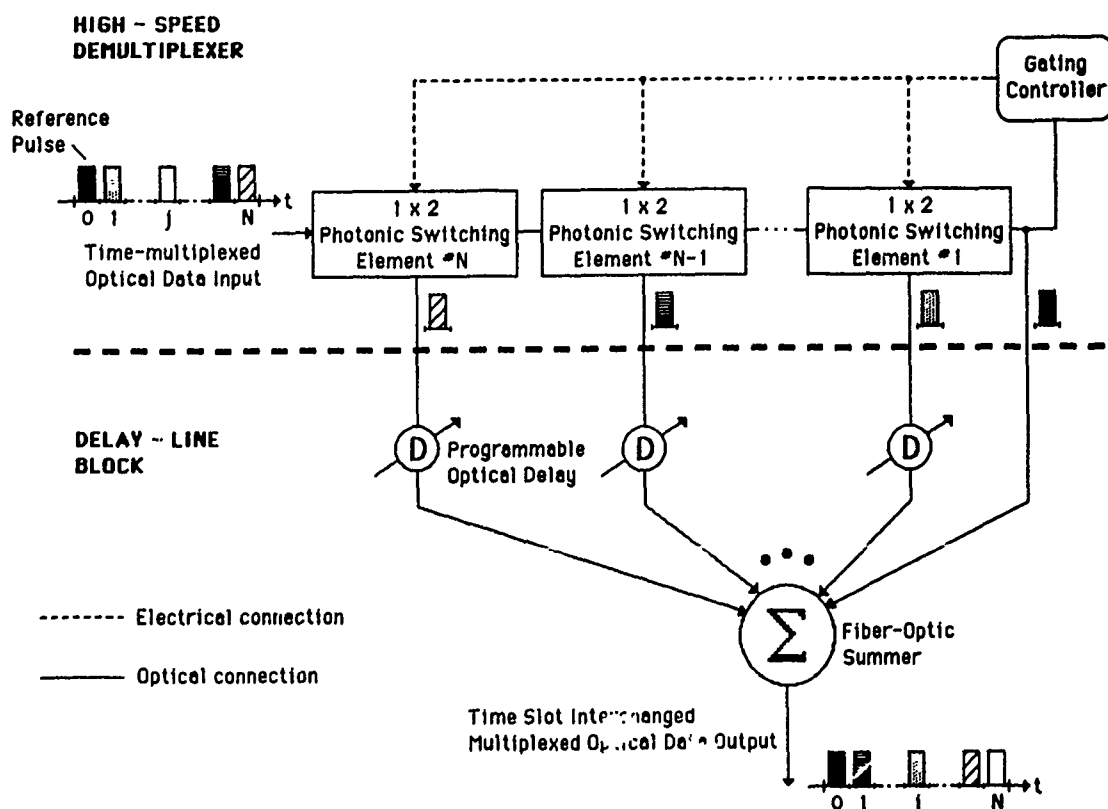 HIGH - SPEED
DEMULTIPLEXER
Gating
Controller
Reference
Pulse
0 1 j N t
Time-multiplexed
Optical Data Input
1 x 2
Photonic Switching
Element #N
1 x 2
Photonic Switching
Element #N-1
1 x 2
Photonic Switching
Element #1
DELAY - LINE
BLOCK
D
Programmable
Optical Delay
D
D
Σ
Fiber-Optic
Summer
Electrical connection
Optical connection
Time Slot Interchanged
Multiplexed Optical Data Output
0 1 j N t